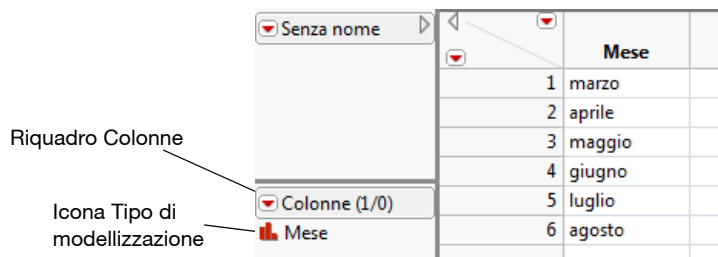 Senza nome
Mese
1 marzo
2 aprile
3 maggio
4 giugno
5 luglio
6 agosto
Riquadro Colonne
Colonne (1/0)
Icona Tipo di
modellizzazione
Mese